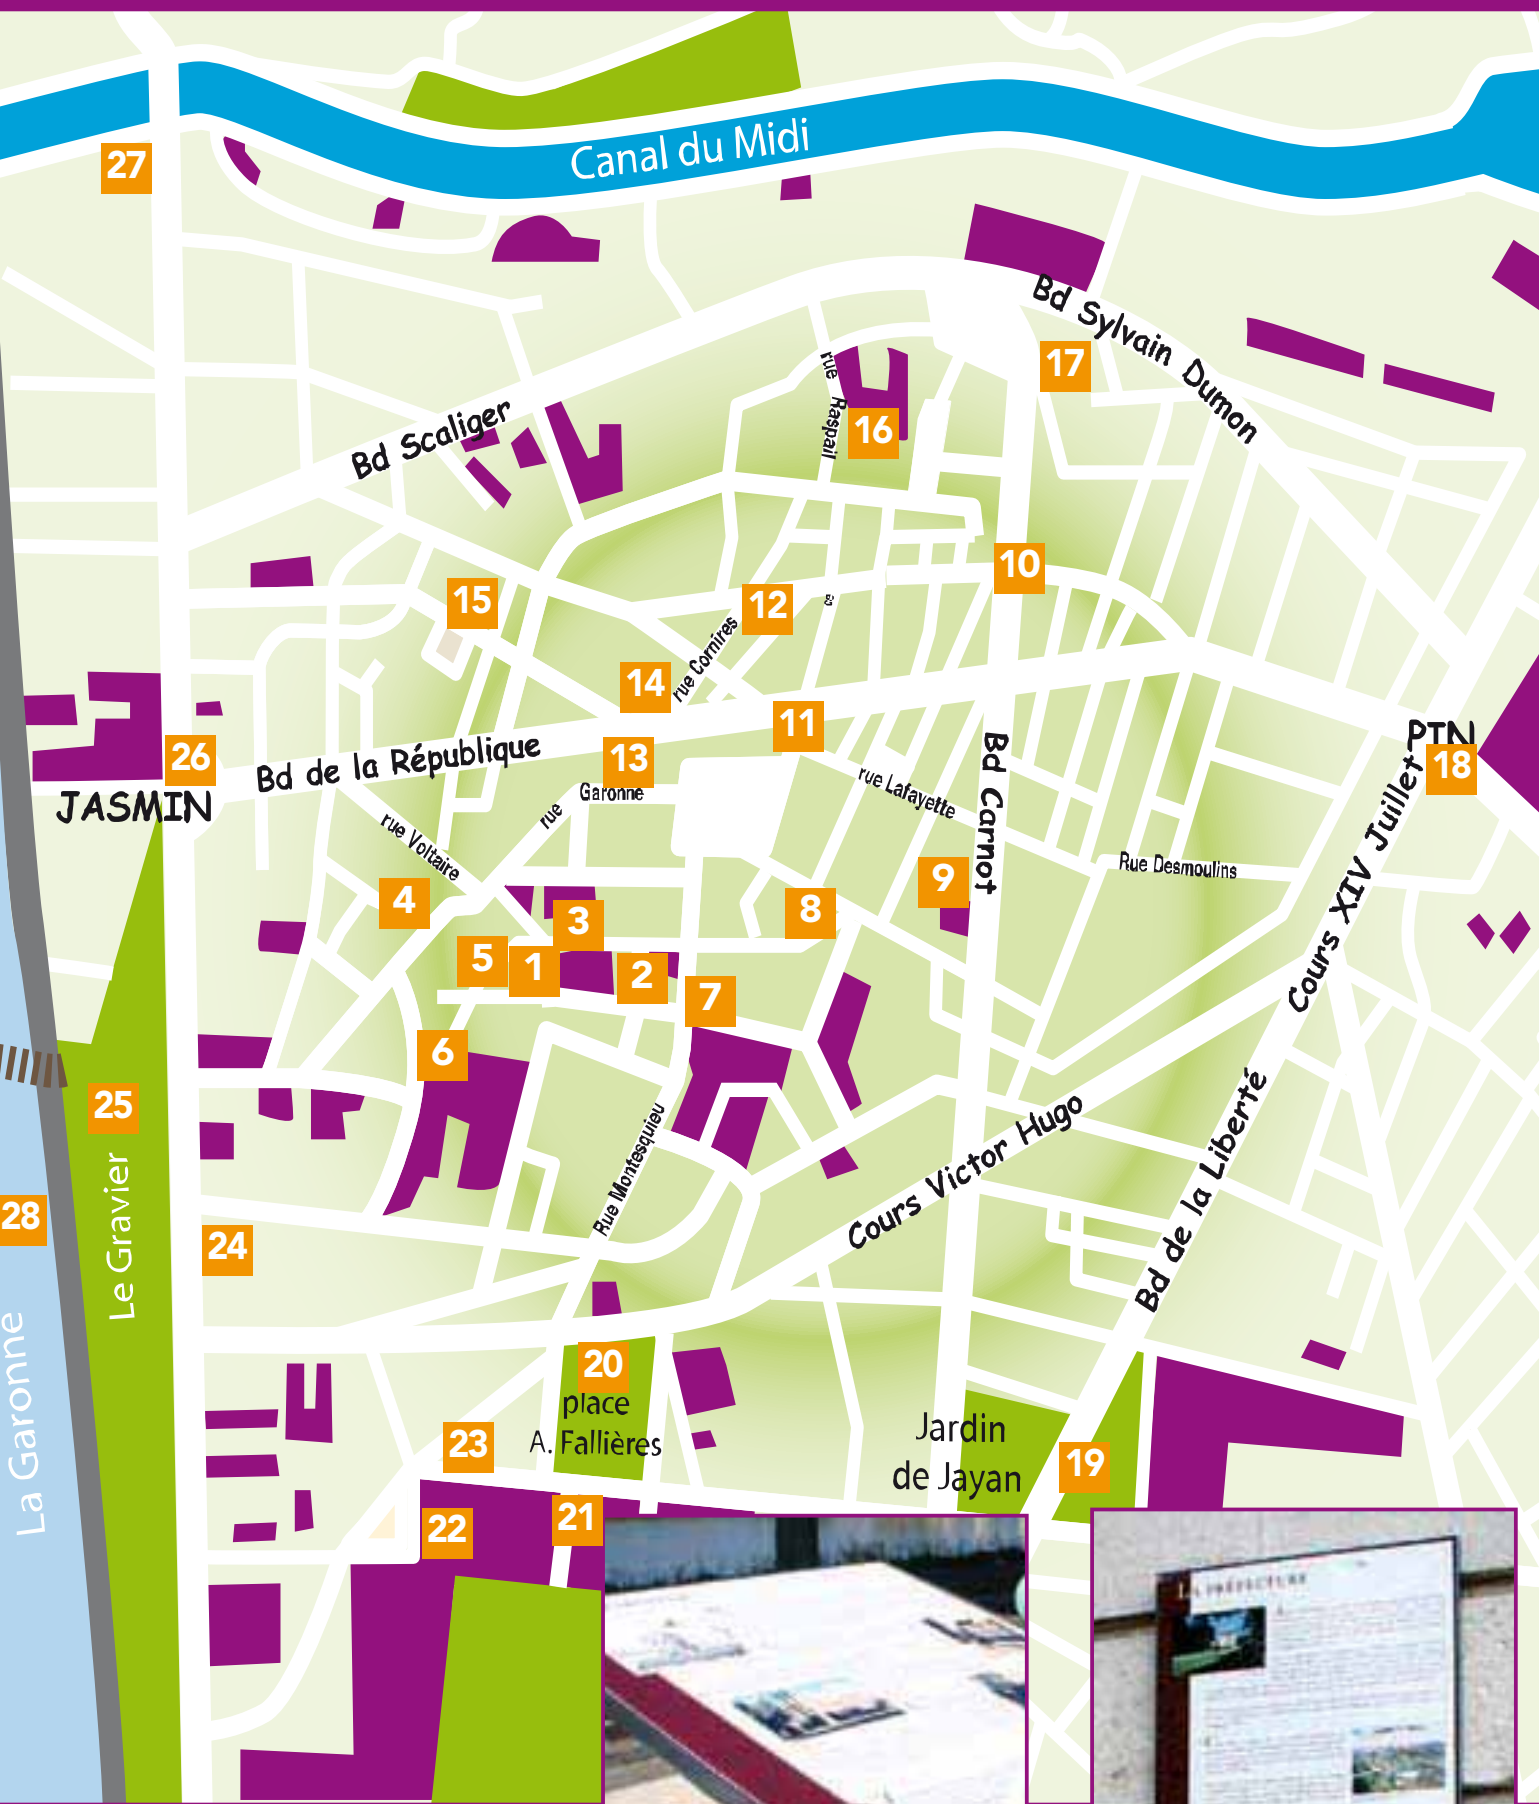 Canal du Midi
27
Bd Sylvain Dumon
17
rue Raspail
16
Bd Scaliger
10
15
12
rue Cornires
14
11
13
Bd de la République
26
JASMIN
PIN
18
rue Garonne
rue Lafayette
Bd Carnot
rue Voltaire
Rue Desmoulins
Cours XIV Juillet
4
9
8
3
5
1
2
7
6
25
Le Gravier
Rue Montesquieu
Cours Victor Hugo
Bd de la Liberté
28
24
La Garonne
20
place
A. Fallières
23
Jardin
de Jayan
19
22
21
LA PRÉFECTURE